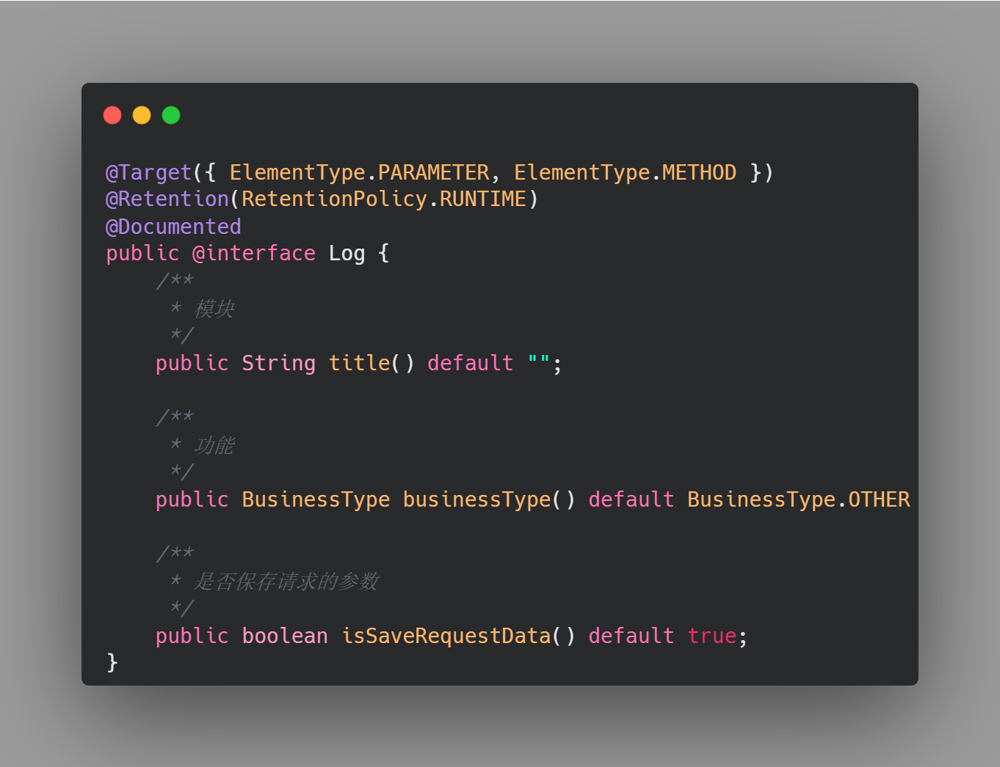 @Target({ ElementType.PARAMETER, ElementType.METHOD })
@Retention(RetentionPolicy.RUNTIME)
@Documented
public @interface Log {
    /**
     * 模块
     */
    public String title() default "";

    /**
     * 功能
     */
    public BusinessType businessType() default BusinessType.OTHER

    /**
     * 是否保存请求的参数
     */
    public boolean isSaveRequestData() default true;
}